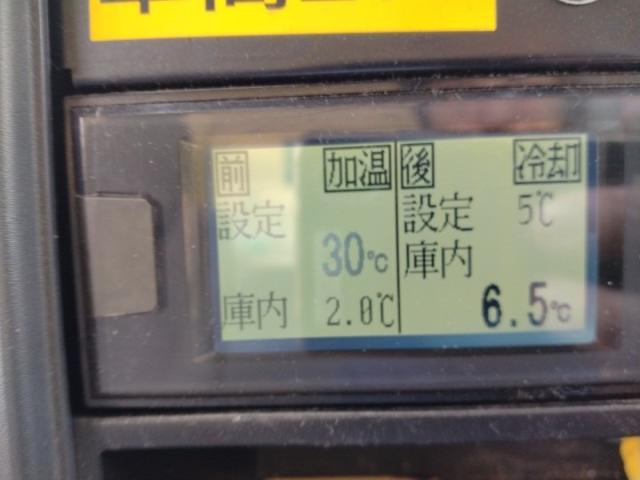 前 加温
設定
30℃
庫内 2.0℃
後 冷却
設定 5℃
庫内
6.5℃